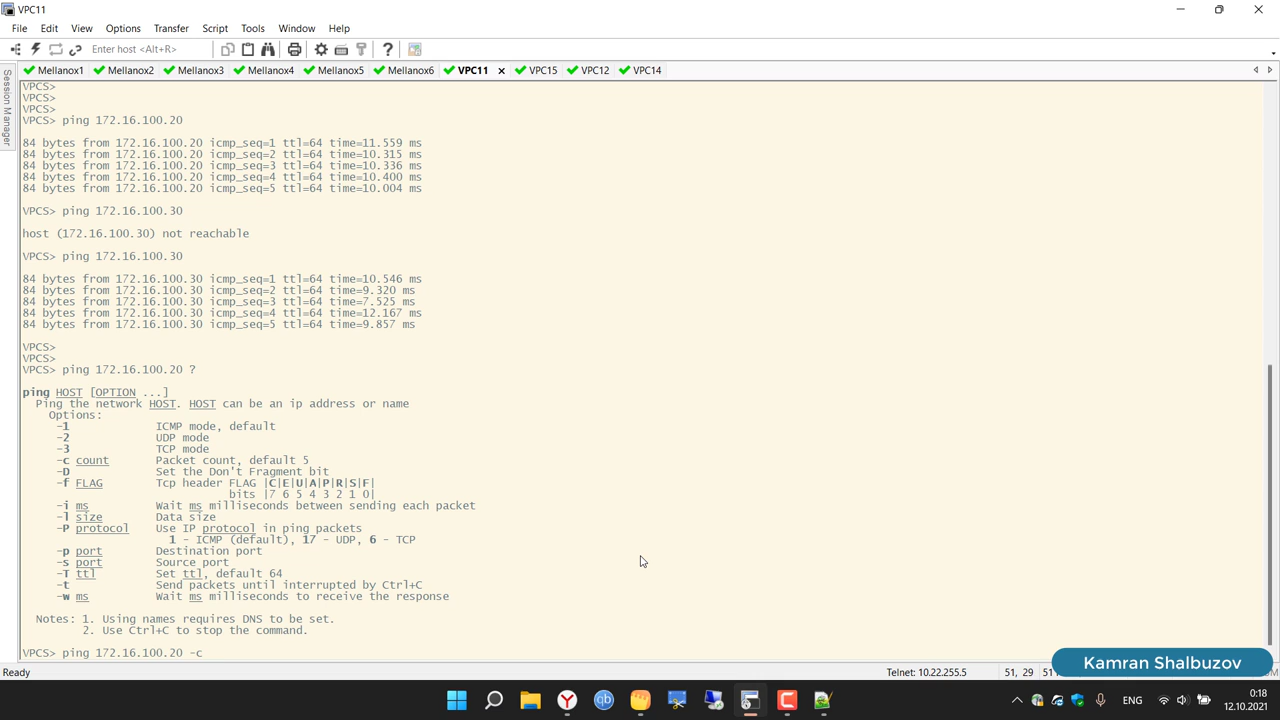 VPC11
File Edit View Options Transfer Script Tools Window Help
Enter host <Alt+R>
Session Manager
Mellanox1 Mellanox2 Mellanox3 Mellanox4 Mellanox5 Mellanox6 VPC11 VPC15 VPC12 VPC14
VPCS>
VPCS>
VPCS>
VPCS> ping 172.16.100.20
84 bytes from 172.16.100.20 icmp_seq=1 ttl=64 time=11.559 ms
84 bytes from 172.16.100.20 icmp_seq=2 ttl=64 time=10.315 ms
84 bytes from 172.16.100.20 icmp_seq=3 ttl=64 time=10.336 ms
84 bytes from 172.16.100.20 icmp_seq=4 ttl=64 time=10.400 ms
84 bytes from 172.16.100.20 icmp_seq=5 ttl=64 time=10.004 ms
VPCS> ping 172.16.100.30
host (172.16.100.30) not reachable
VPCS> ping 172.16.100.30
84 bytes from 172.16.100.30 icmp_seq=1 ttl=64 time=10.546 ms
84 bytes from 172.16.100.30 icmp_seq=2 ttl=64 time=9.320 ms
84 bytes from 172.16.100.30 icmp_seq=3 ttl=64 time=7.525 ms
84 bytes from 172.16.100.30 icmp_seq=4 ttl=64 time=12.167 ms
84 bytes from 172.16.100.30 icmp_seq=5 ttl=64 time=9.857 ms
VPCS>
VPCS>
VPCS> ping 172.16.100.20 ?
ping HOST [OPTION ...]
Ping the network HOST. HOST can be an ip address or name
Options:
-1 ICMP mode, default
-2 UDP mode
-3 TCP mode
-c count Packet count, default 5
-D Set the Don't Fragment bit
-f FLAG Tcp header FLAG |C|E|U|A|P|R|S|F|
bits |7 6 5 4 3 2 1 0|
-i ms Wait ms milliseconds between sending each packet
-l size Data size
-P protocol Use IP protocol in ping packets
1 - ICMP (default), 17 - UDP, 6 - TCP
-p port Destination port
-s port Source port
-T ttl Set ttl, default 64
-t Send packets until interrupted by Ctrl+C
-w ms Wait ms milliseconds to receive the response
Notes: 1. Using names requires DNS to be set.
2. Use Ctrl+C to stop the command.
VPCS> ping 172.16.100.20 -c
Kamran Shalbuzov
Ready Telnet: 10.22.255.5 51, 29
ENG 0:18
12.10.2021